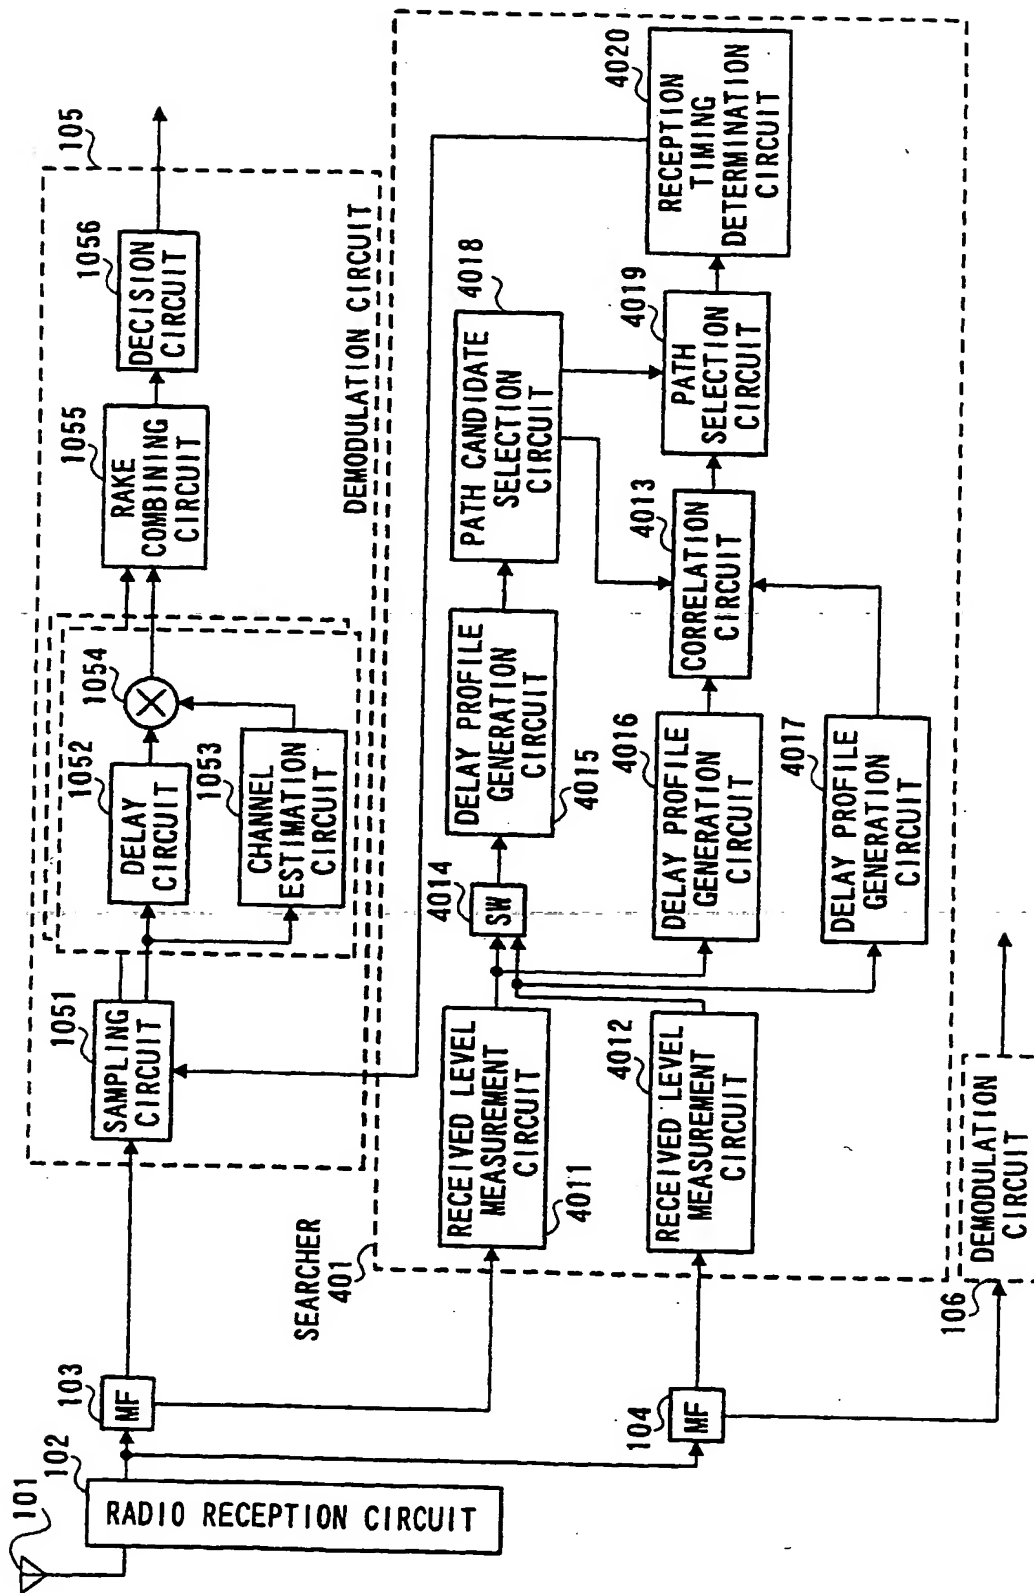 101
102
RADIO RECEPTION CIRCUIT
103
MF
104
MF
105
1051
SAMPLING
CIRCUIT
1052
DELAY
CIRCUIT
1053
CHANNEL
ESTIMATION
CIRCUIT
1054
1055
RAKE
COMBINING
CIRCUIT
1056
DECISION
CIRCUIT
DEMODULATION CIRCUIT
SEARCHER
401
RECEIVED LEVEL
MEASUREMENT
CIRCUIT
4011
4012
RECEIVED LEVEL
MEASUREMENT
CIRCUIT
4014
SW
DELAY PROFILE
GENERATION
CIRCUIT
4015
4016
DELAY PROFILE
GENERATION
CIRCUIT
4017
DELAY PROFILE
GENERATION
CIRCUIT
4018
PATH CANDIDATE
SELECTION
CIRCUIT
4013
CORRELATION
CIRCUIT
4019
PATH
SELECTION
CIRCUIT
4020
RECEPTION
TIMING
DETERMINATION
CIRCUIT
106
DEMODULATION
CIRCUIT